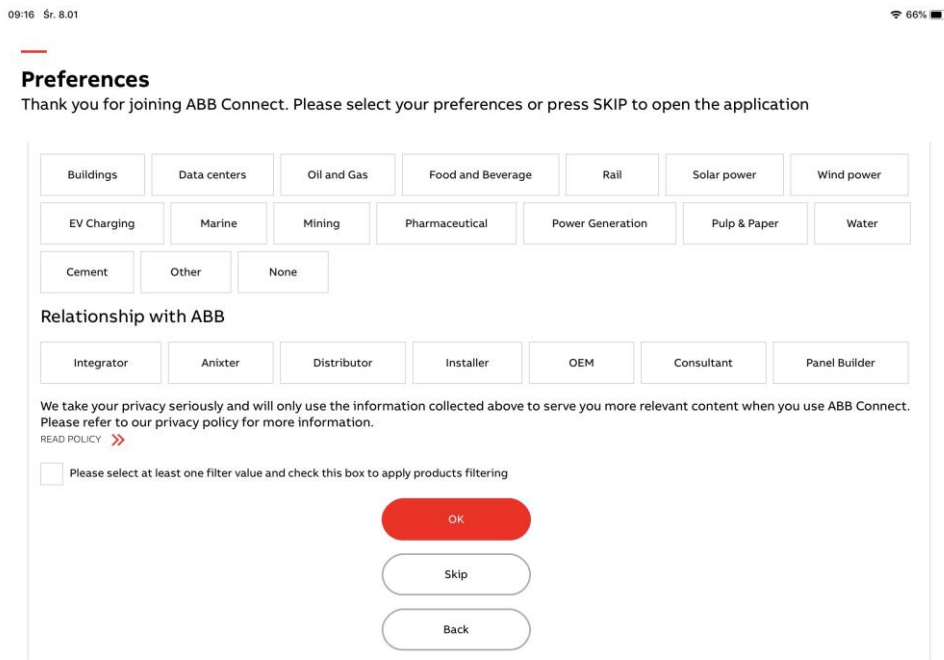 09:16 Śr. 8.01 66%
Preferences
Thank you for joining ABB Connect. Please select your preferences or press SKIP to open the application
Buildings Data centers Oil and Gas Food and Beverage Rail Solar power Wind power
EV Charging Marine Mining Pharmaceutical Power Generation Pulp & Paper Water
Cement Other None
Relationship with ABB
Integrator Anixter Distributor Installer OEM Consultant Panel Builder
We take your privacy seriously and will only use the information collected above to serve you more relevant content when you use ABB Connect.
Please refer to our privacy policy for more information.
READ POLICY
Please select at least one filter value and check this box to apply products filtering
OK
Skip
Back